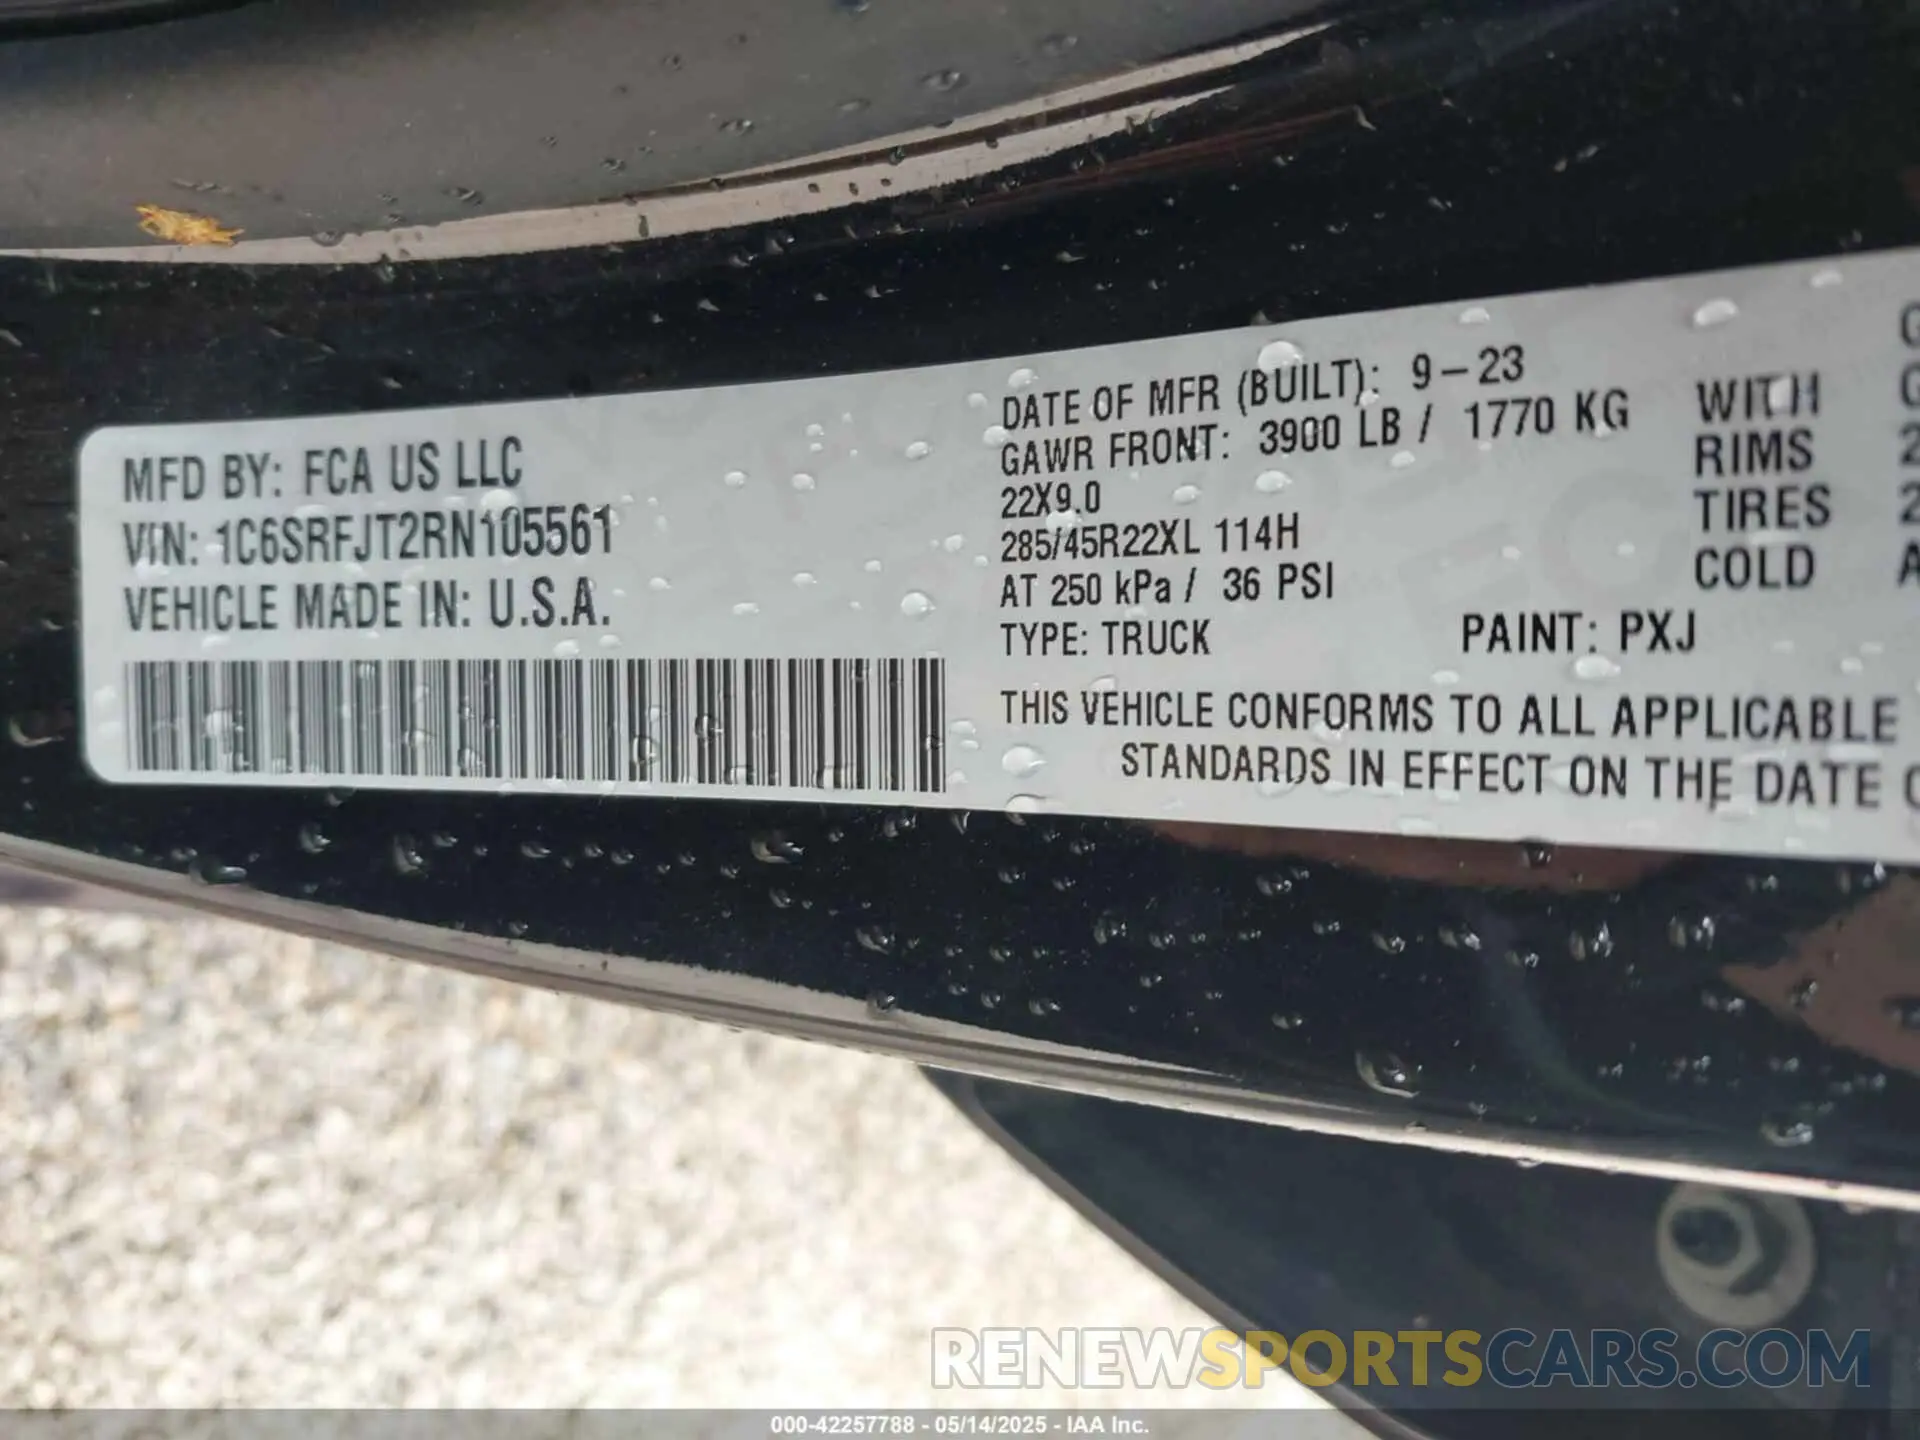 MFD BY: FCA US LLC
VIN: 1C6SRFJT2RN105561
VEHICLE MADE IN: U.S.A.
DATE OF MFR (BUILT): 9-23
GAWR FRONT: 3900 LB / 1770 KG
22X9.0
285/45R22XL 114H
AT 250 kPa / 36 PSI
TYPE: TRUCK
PAINT: PXJ
WITH
RIMS
TIRES
COLD
THIS VEHICLE CONFORMS TO ALL APPLICABLE
STANDARDS IN EFFECT ON THE DATE
RENEWSPORTSCARS.COM
000-42257788 - 05/14/2025 - IAA Inc.